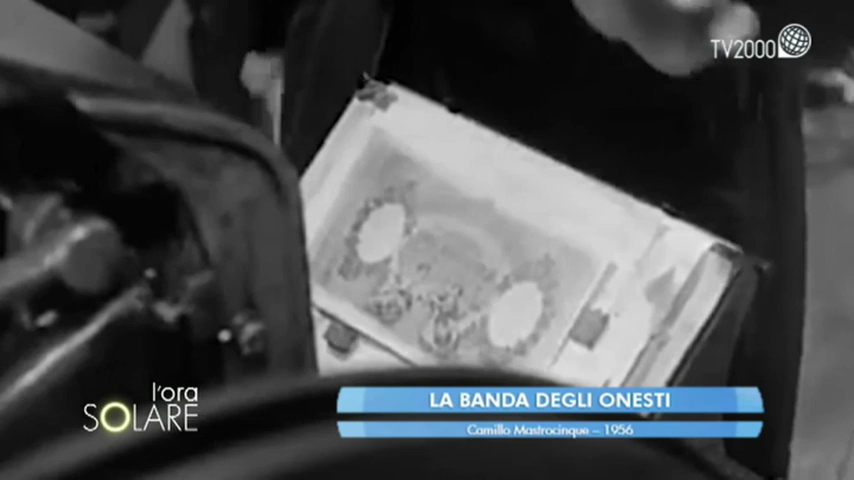 TV2000
l'ora
SOLARE
LA BANDA DEGLI ONESTI
Camillo Mastrocinque – 1956